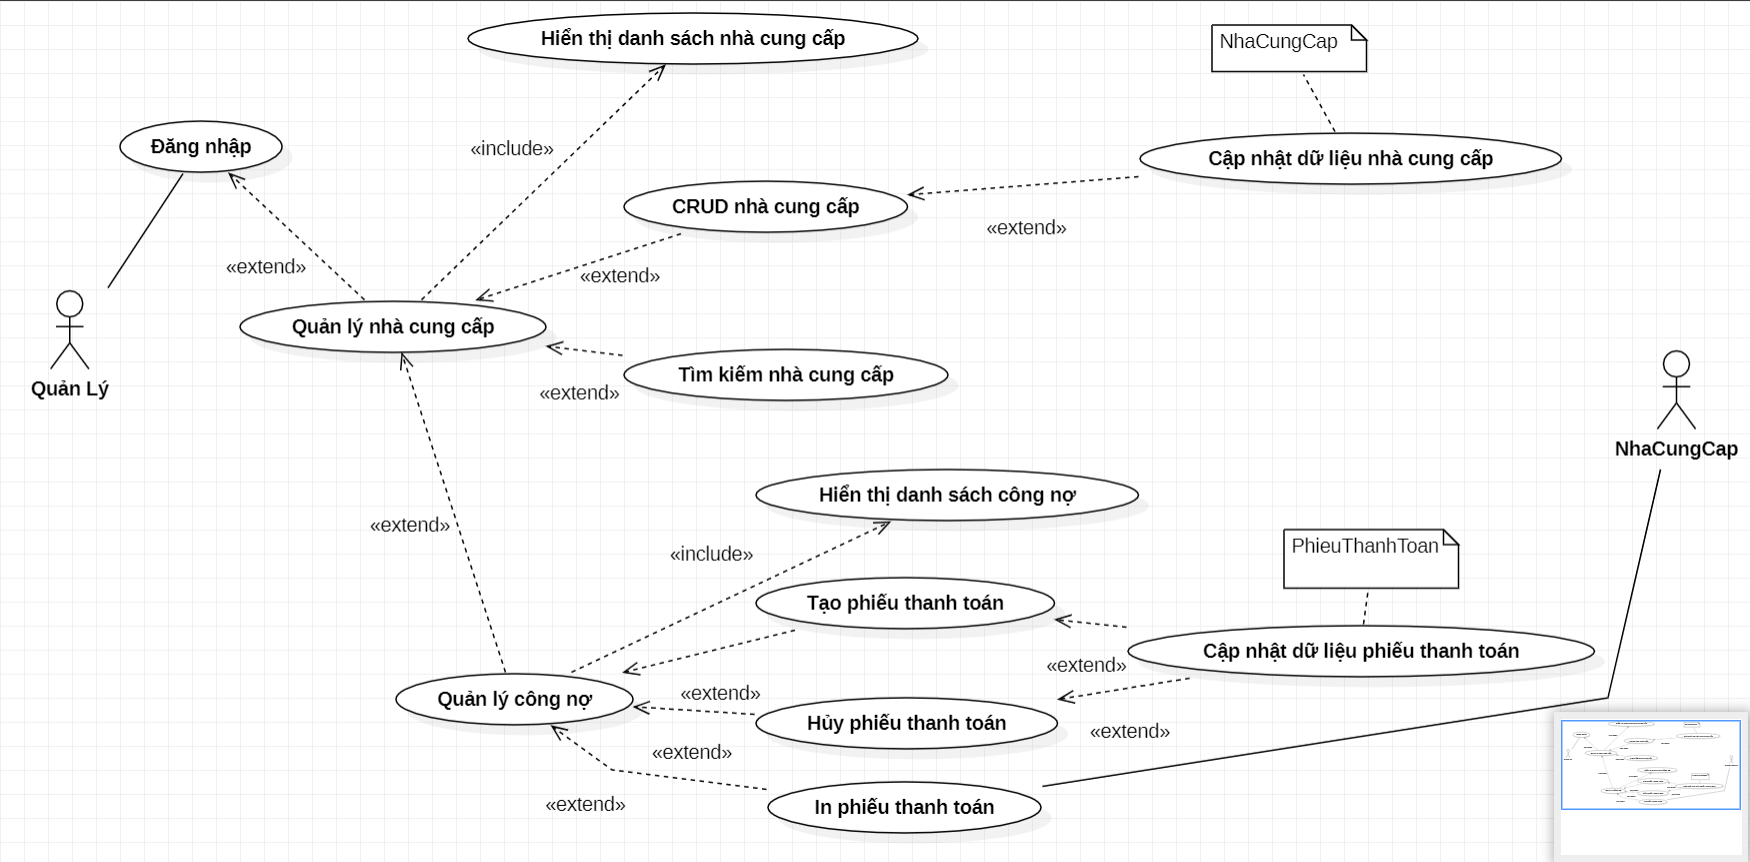 Hiển thị danh sách nhà cung cấp
NhaCungCap
Đăng nhập
«include»
Cập nhật dữ liệu nhà cung cấp
CRUD nhà cung cấp
«extend»
«extend»
«extend»
Quản lý nhà cung cấp
Quản Lý
Tìm kiếm nhà cung cấp
«extend»
NhaCungCap
Hiển thị danh sách công nợ
«extend»
«include»
PhieuThanhToan
Tạo phiếu thanh toán
Cập nhật dữ liệu phiếu thanh toán
«extend»
Quản lý công nợ
«extend»
Hủy phiếu thanh toán
«extend»
«extend»
«extend»
In phiếu thanh toán